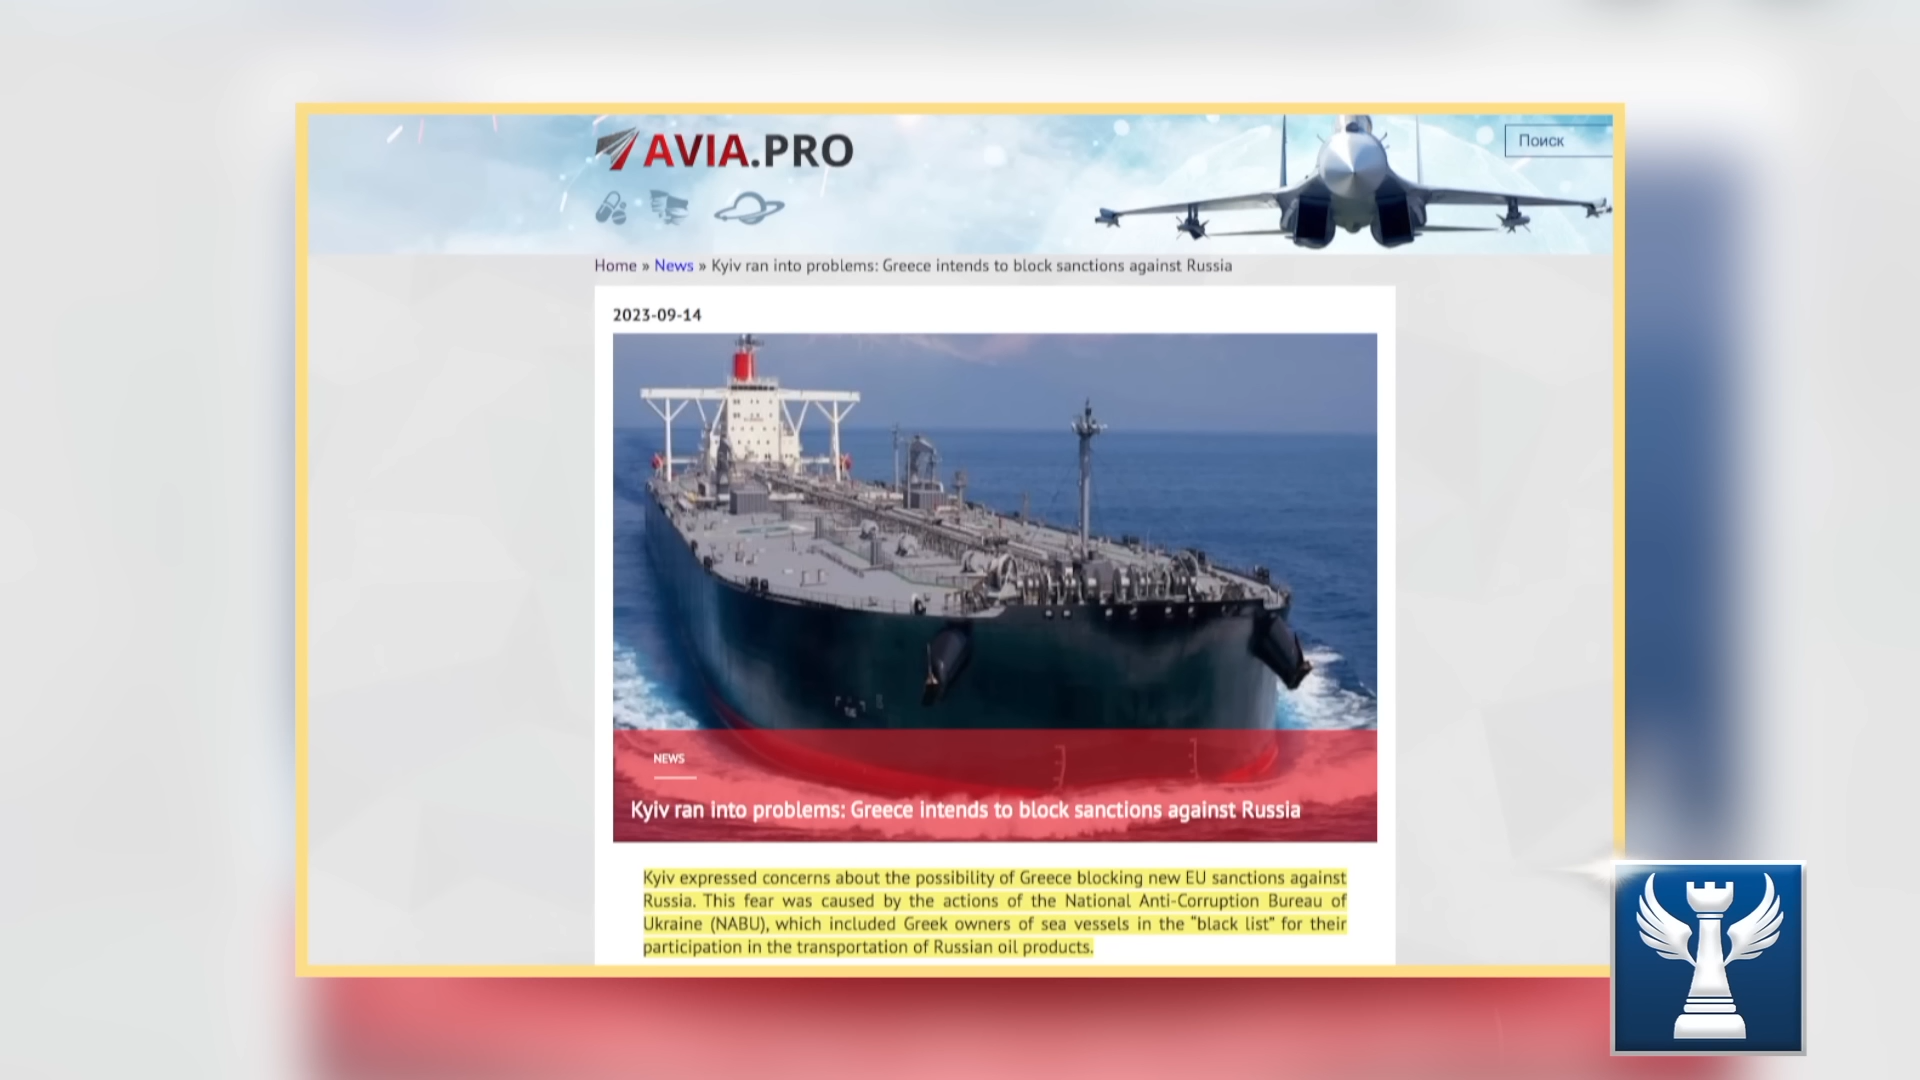 AVIA.PRO
Поиск
Home » News » Kyiv ran into problems: Greece intends to block sanctions against Russia
2023-09-14
NEWS
Kyiv ran into problems: Greece intends to block sanctions against Russia
Kyiv expressed concerns about the possibility of Greece blocking new EU sanctions against
Russia. This fear was caused by the actions of the National Anti-Corruption Bureau of
Ukraine (NABU), which included Greek owners of sea vessels in the “black list” for their
participation in the transportation of Russian oil products.